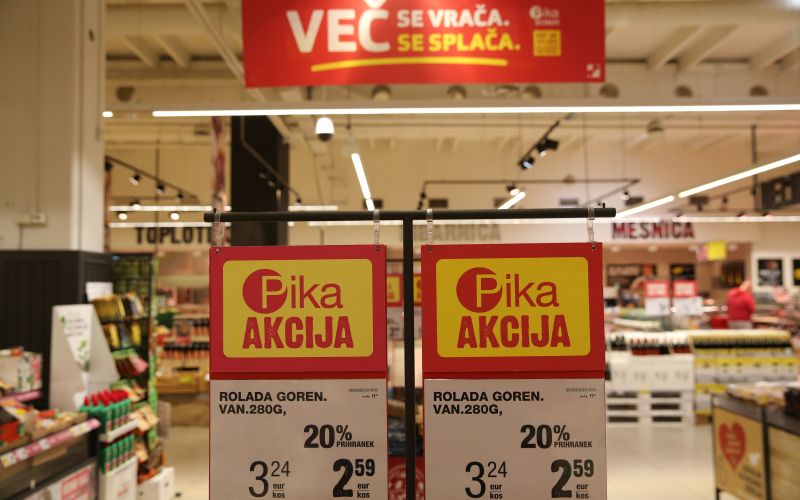 VEČ SE VRAČA.
SE SPLAČA.
Pika
TOPLOTI
MESNICA
Pika
AKCIJA
ROLADA GOREN.
VAN.280G,
20%
PRIHRANEK
3 24
eur
kos
2 59
eur
kos
Pika
AKCIJA
ROLADA GOREN.
VAN.280G,
20%
PRIHRANEK
3 24
eur
kos
2 59
eur
kos